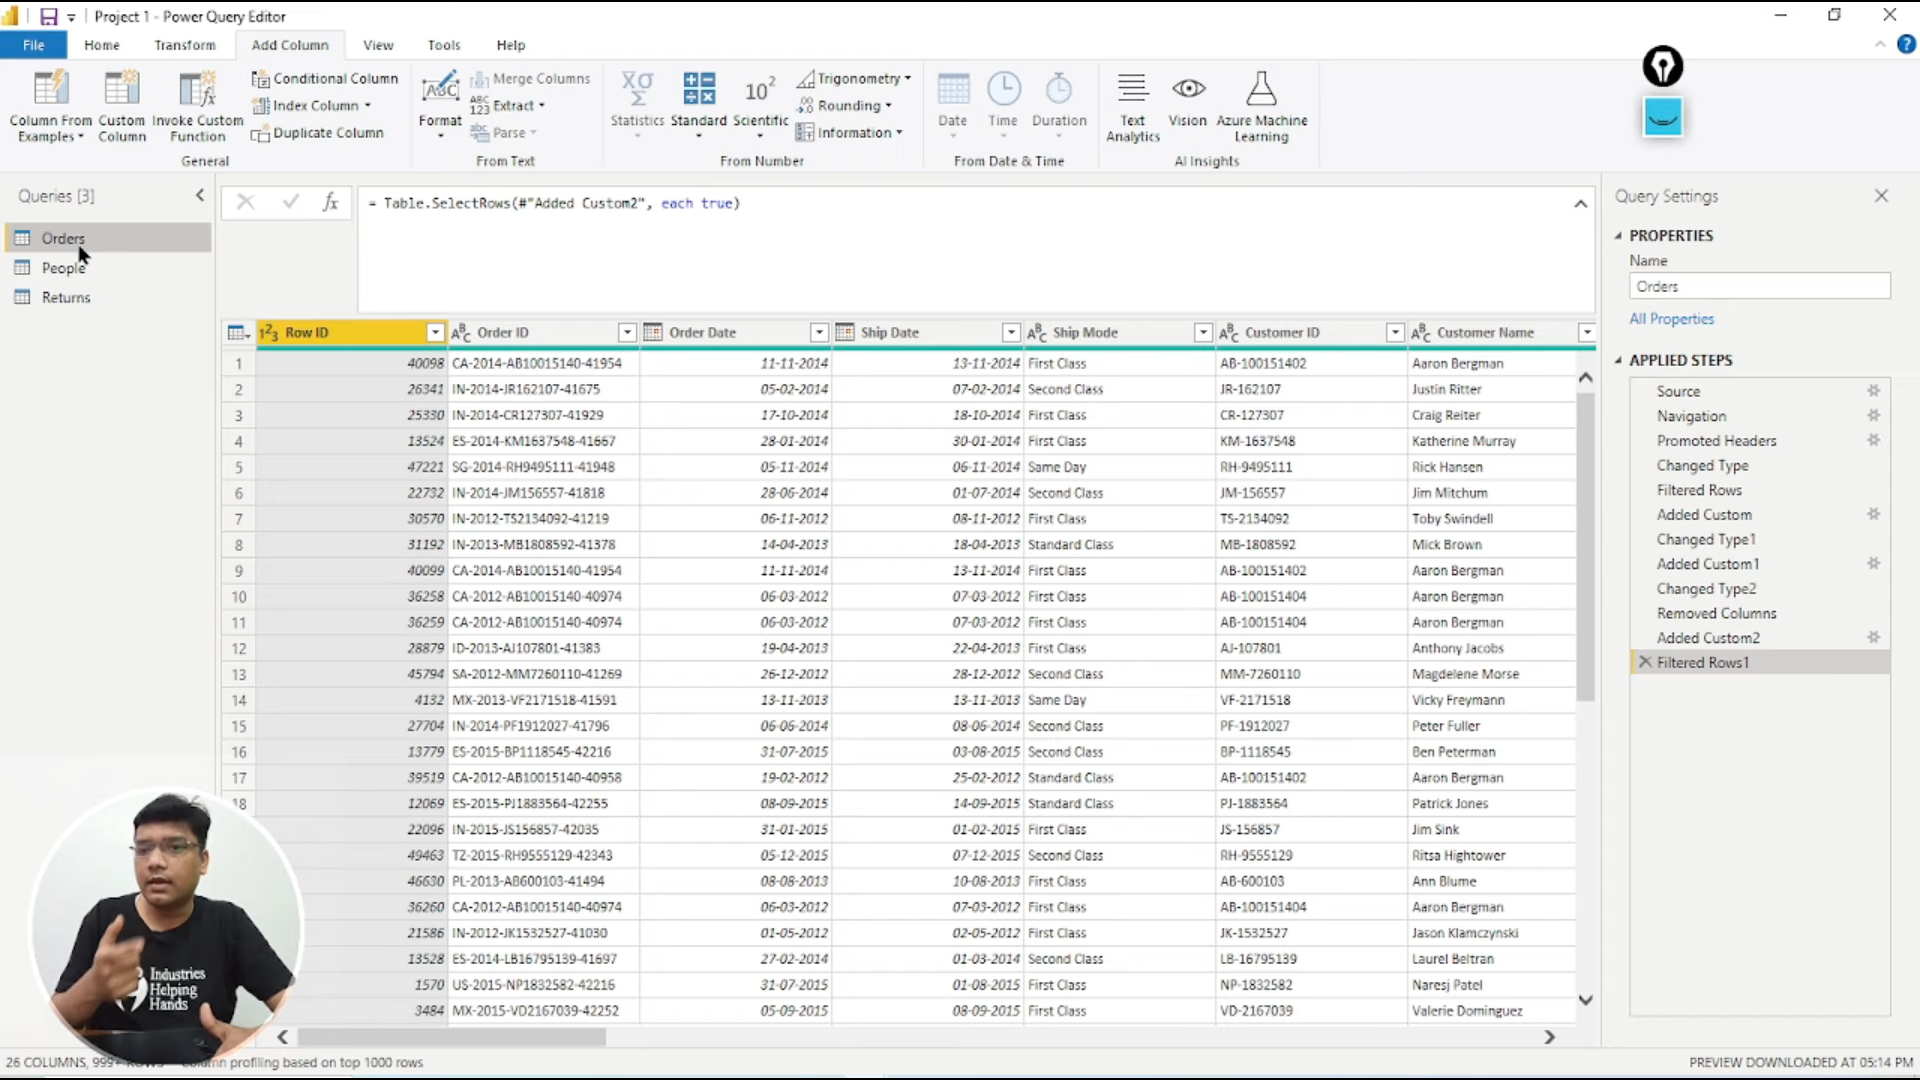 Project 1 - Power Query Editor
File Home Transform Add Column View Tools Help
Column From Examples
Custom Column
Invoke Custom Function
Conditional Column
Index Column
Duplicate Column
General
Format
Merge Columns
Extract
Parse
From Text
Statistics
Standard
Scientific
Trigonometry
Rounding
Information
From Number
Date
Time
Duration
From Date & Time
Text Analytics
Vision
Azure Machine Learning
AI Insights
Queries [3]
Orders
People
Returns
= Table.SelectRows(#"Added Custom2", each true)
Row ID Order ID Order Date Ship Date Ship Mode Customer ID Customer Name
1 40098 CA-2014-AB10015140-41954 11-11-2014 13-11-2014 First Class AB-100151402 Aaron Bergman
2 26341 IN-2014-JR162107-41675 05-02-2014 07-02-2014 Second Class JR-162107 Justin Ritter
3 25330 IN-2014-CR127307-41929 17-10-2014 18-10-2014 First Class CR-127307 Craig Reiter
4 13524 ES-2014-KM1637548-41667 28-01-2014 30-01-2014 First Class KM-1637548 Katherine Murray
5 47221 SG-2014-RH9495111-41948 05-11-2014 06-11-2014 Same Day RH-9495111 Rick Hansen
6 22732 IN-2014-JM156557-41818 28-06-2014 01-07-2014 Second Class JM-156557 Jim Mitchum
7 30570 IN-2012-TS2134092-41219 06-11-2012 08-11-2012 First Class TS-2134092 Toby Swindell
8 31192 IN-2013-MB1808592-41378 14-04-2013 18-04-2013 Standard Class MB-1808592 Mick Brown
9 40099 CA-2014-AB10015140-41954 11-11-2014 13-11-2014 First Class AB-100151402 Aaron Bergman
10 36258 CA-2012-AB10015140-40974 06-03-2012 07-03-2012 First Class AB-100151404 Aaron Bergman
11 36259 CA-2012-AB10015140-40974 06-03-2012 07-03-2012 First Class AB-100151404 Aaron Bergman
12 28879 ID-2013-AJ107801-41383 19-04-2013 22-04-2013 First Class AJ-107801 Anthony Jacobs
13 45794 SA-2012-MM7260110-41269 26-12-2012 28-12-2012 Second Class MM-7260110 Magdelene Morse
14 4132 MX-2013-VF2171518-41591 13-11-2013 13-11-2013 Same Day VF-2171518 Vicky Freymann
15 27704 IN-2014-PF1912027-41796 06-06-2014 08-06-2014 Second Class PF-1912027 Peter Fuller
16 13779 ES-2015-BP1118545-42216 31-07-2015 03-08-2015 Second Class BP-1118545 Ben Peterman
17 39519 CA-2012-AB10015140-40958 19-02-2012 25-02-2012 Standard Class AB-100151402 Aaron Bergman
18 12069 ES-2015-PJ1883564-42255 08-09-2015 14-09-2015 Standard Class PJ-1883564 Patrick Jones
22096 IN-2015-JS156857-42035 31-01-2015 01-02-2015 First Class JS-156857 Jim Sink
49463 TZ-2015-RH9555129-42343 05-12-2015 07-12-2015 Second Class RH-9555129 Ritsa Hightower
46630 PL-2013-AB600103-41494 08-08-2013 10-08-2013 First Class AB-600103 Ann Blume
36260 CA-2012-AB10015140-40974 06-03-2012 07-03-2012 First Class AB-100151404 Aaron Bergman
21586 IN-2012-JK1532527-41030 01-05-2012 02-05-2012 First Class JK-1532527 Jason Klamczynski
13528 ES-2014-LB16795139-41697 27-02-2014 01-03-2014 Second Class LB-16795139 Laurel Beltran
1570 US-2015-NP1832582-42216 31-07-2015 01-08-2015 First Class NP-1832582 Naresj Patel
3484 MX-2015-VD2167039-42252 05-09-2015 08-09-2015 First Class VD-2167039 Valerie Dominguez
Query Settings
PROPERTIES
Name
Orders
All Properties
APPLIED STEPS
Source
Navigation
Promoted Headers
Changed Type
Filtered Rows
Added Custom
Changed Type1
Added Custom1
Changed Type2
Removed Columns
Added Custom2
Filtered Rows1
Industries
Helping
Hands
26 COLUMNS, 999+ ROWS Column profiling based on top 1000 rows
PREVIEW DOWNLOADED AT 05:14 PM